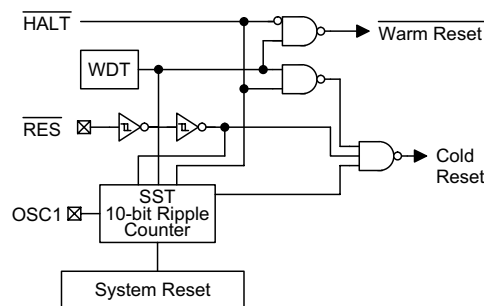 HALT
Warm Reset
WDT
RES
Cold
Reset
SST
10-bit Ripple
Counter
OSC1
System Reset